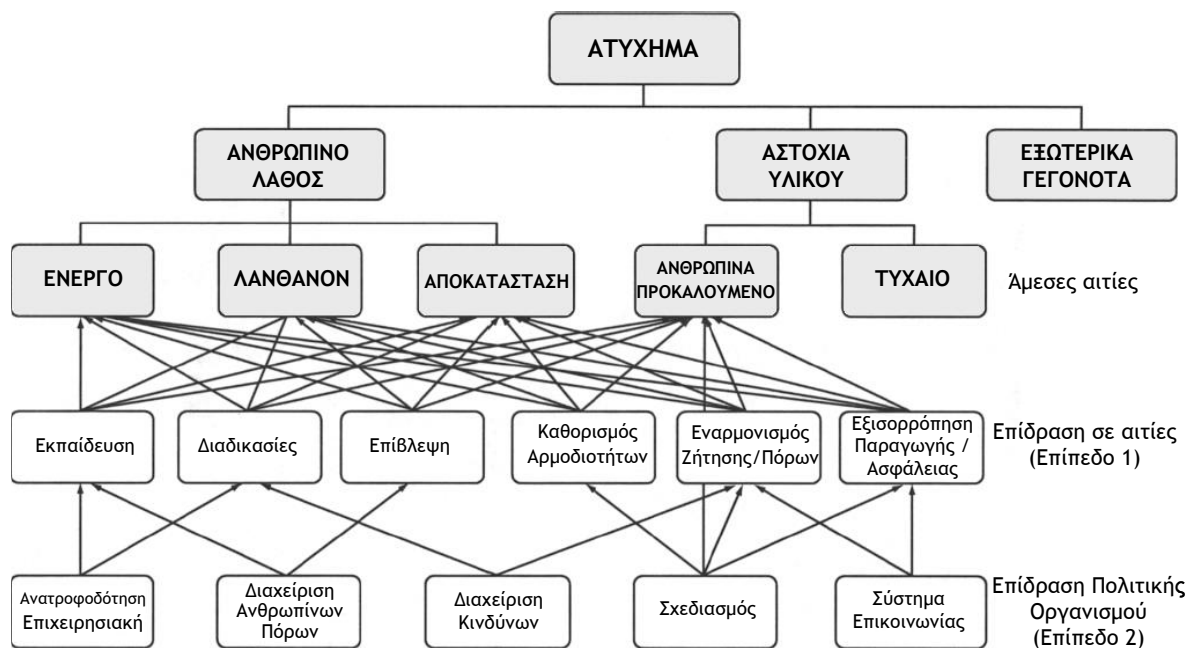 ΑΤΥΧΗΜΑ
ΑΝΘΡΩΠΙΝΟ
ΛΑΘΟΣ
ΑΣΤΟΧΙΑ
ΥΛΙΚΟΥ
ΕΞΩΤΕΡΙΚΑ
ΓΕΓΟΝΟΤΑ
ΕΝΕΡΓΟ
ΛΑΝΘΑΝΟΝ
ΑΠΟΚΑΤΑΣΤΑΣΗ
ΑΝΘΡΩΠΙΝΑ
ΠΡΟΚΑΛΟΥΜΕΝΟ
ΤΥΧΑΙΟ
Άμεσες αιτίες
Εκπαίδευση
Διαδικασίες
Επίβλεψη
Καθορισμός
Αρμοδιοτήτων
Εναρμονισμός
Ζήτησης/Πόρων
Εξισορρόπηση
Παραγωγής /
Ασφάλειας
Επίδραση σε αιτίες
(Επίπεδο 1)
Ανατροφοδότηση
Επιχειρησιακή
Διαχείριση
Ανθρωπίνων
Πόρων
Διαχείριση
Κινδύνων
Σχεδιασμός
Σύστημα
Επικοινωνίας
Επίδραση Πολιτικής
Οργανισμού
(Επίπεδο 2)